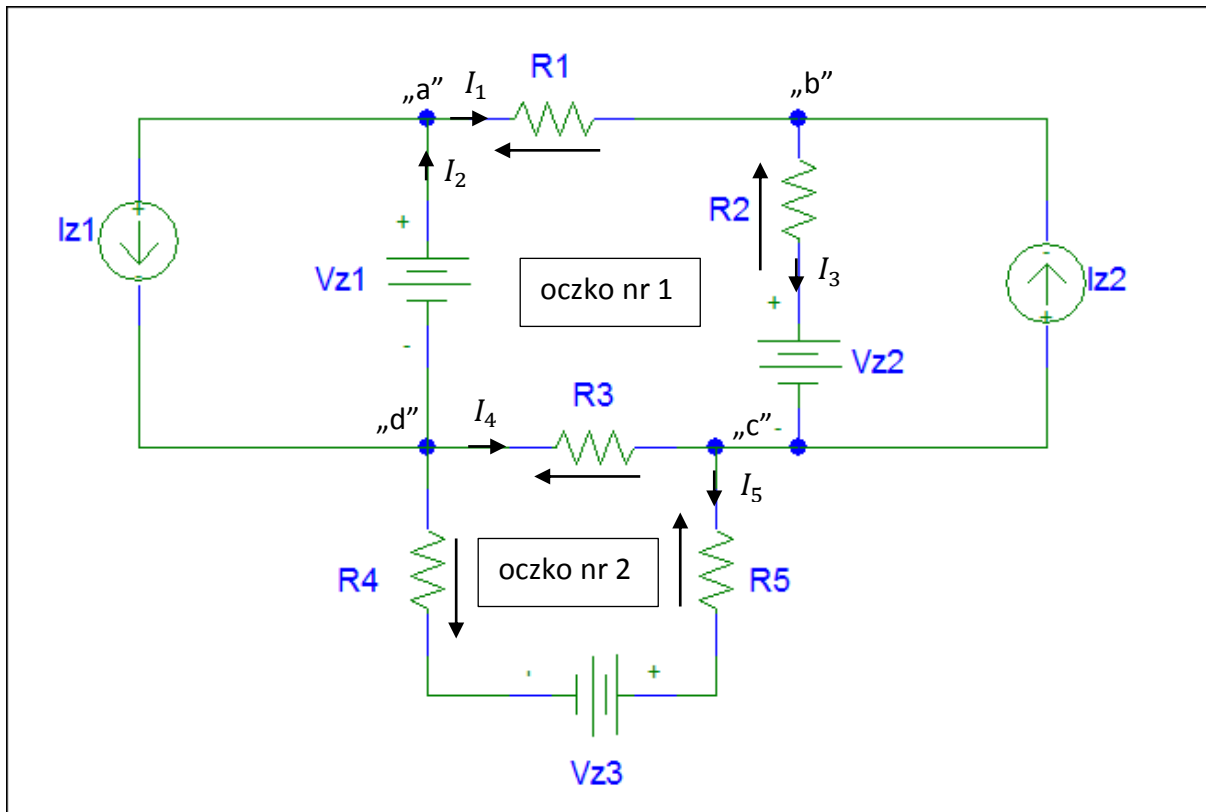 R1
„a”
I₁
„b”
I₂
+
Iz1
+
Vz1
-
oczko nr 1
R2
I₃
+
Vz2
-
-
Iz2
+
R3
„d”
I₄
„c”
I₅
R4
oczko nr 2
R5
-
+
Vz3